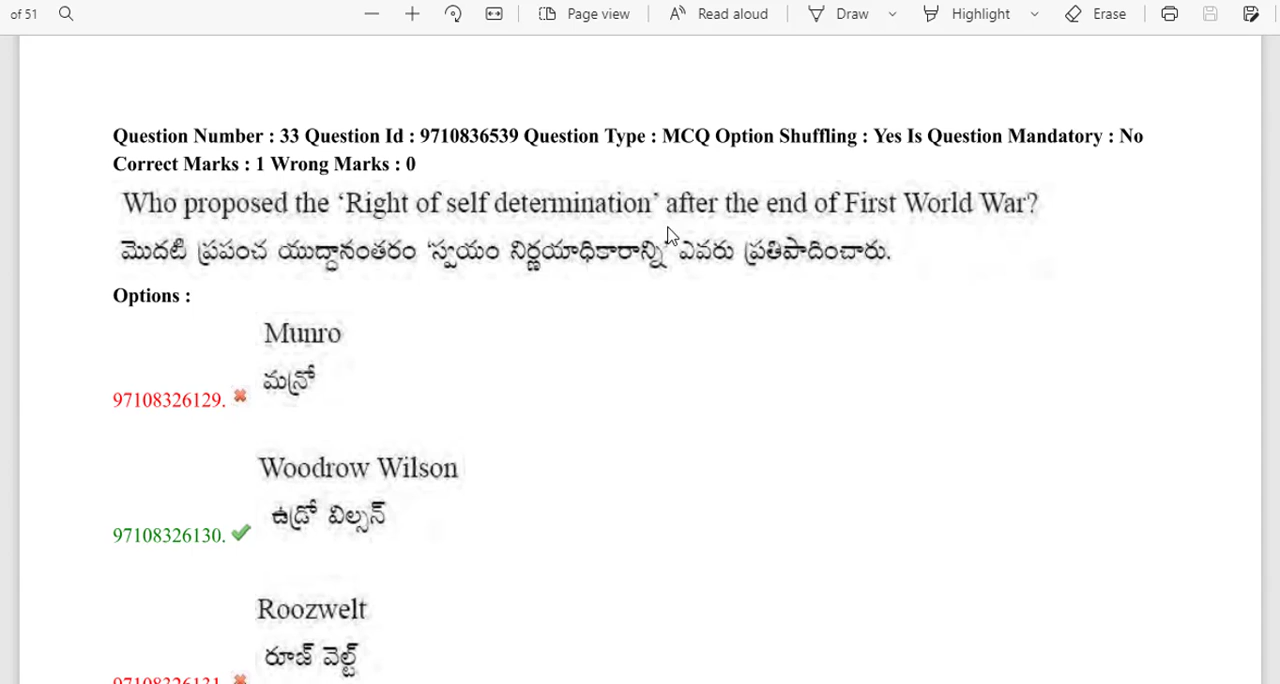 of 51 Page view Read aloud Draw Highlight Erase
Question Number : 33 Question Id : 9710836539 Question Type : MCQ Option Shuffling : Yes Is Question Mandatory : No
Correct Marks : 1 Wrong Marks : 0
Who proposed the ‘Right of self determination’ after the end of First World War?
మొదటి ప్రపంచ యుద్ధానంతరం ‘స్వయం నిర్ణయాధికారాన్ని’ ఎవరు ప్రతిపాదించారు.
Options :
Munro
మన్రో
97108326129.
Woodrow Wilson
ఉడ్రో విల్సన్
97108326130.
Roozwelt
రూజ్ వెల్ట్
97108326131.